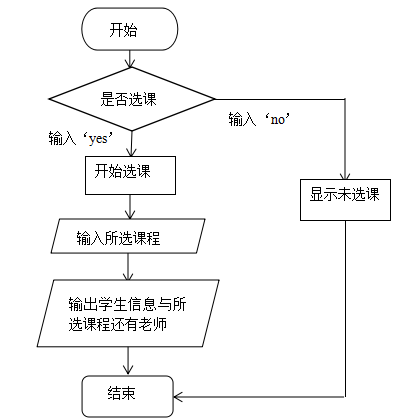 开始
是否选课
输入‘no’
输入‘yes’
开始选课
显示未选课
输入所选课程
输出学生信息与所
选课程还有老师
结束